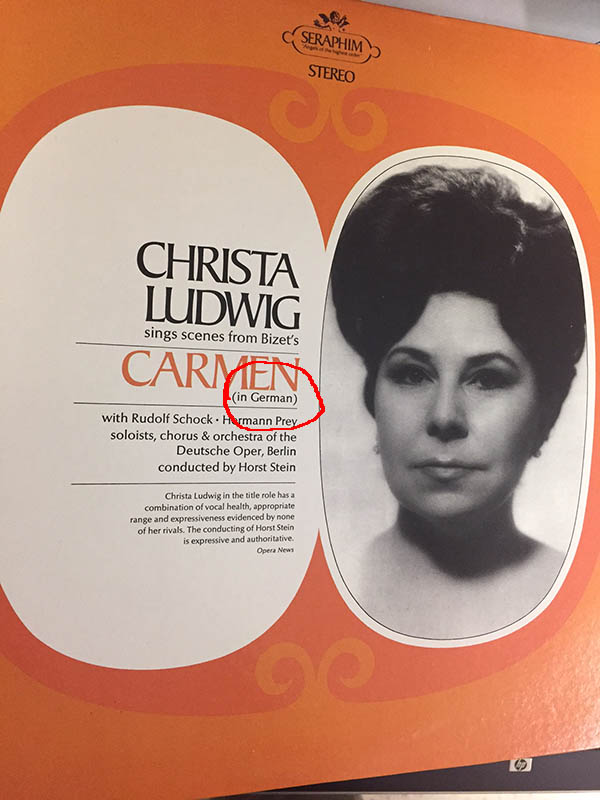 SERAPHIM
"Angels of the highest order"
STEREO
CHRISTA
LUDWIG
sings scenes from Bizet's
CARMEN
(in German)
with Rudolf Schock • Hermann Prey
soloists, chorus & orchestra of the
Deutsche Oper, Berlin
conducted by Horst Stein
Christa Ludwig in the title role has a
combination of vocal health, appropriate
range and expressiveness evidenced by none
of her rivals. The conducting of Horst Stein
is expressive and authoritative.
Opera News
hp